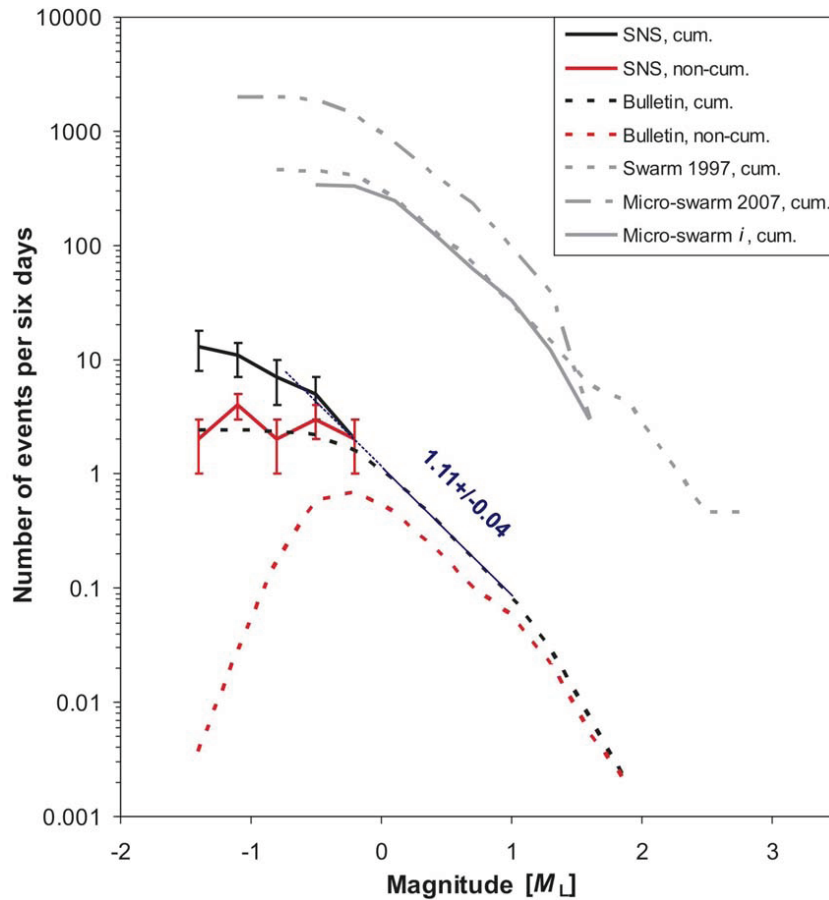 10000
1000
100
10
1
0.1
0.01
0.001
Number of events per six days
SNS, cum.
SNS, non-cum.
Bulletin, cum.
Bulletin, non-cum.
Swarm 1997, cum.
Micro-swarm 2007, cum.
Micro-swarm i, cum.
1.11+/-0.04
-2 -1 0 1 2 3
Magnitude [ML]